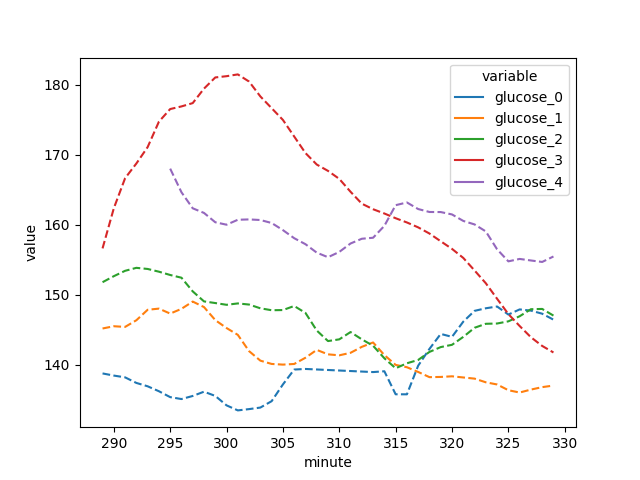 variable
glucose_0
glucose_1
glucose_2
glucose_3
glucose_4
value
180
170
160
150
140
290 295 300 305 310 315 320 325 330
minute